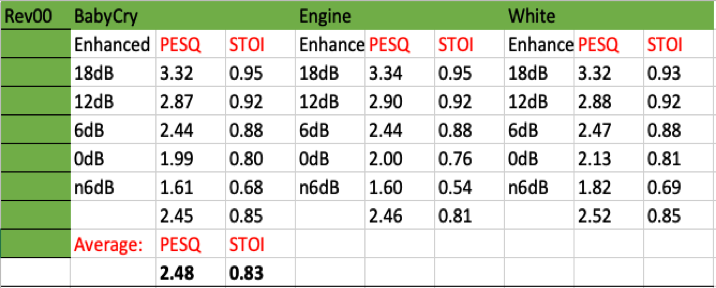 Rev00 BabyCry Engine White
Enhanced PESQ STOI Enhance PESQ STOI Enhance PESQ STOI
18dB 3.32 0.95 18dB 3.34 0.95 18dB 3.32 0.93
12dB 2.87 0.92 12dB 2.90 0.92 12dB 2.88 0.92
6dB 2.44 0.88 6dB 2.44 0.88 6dB 2.47 0.88
0dB 1.99 0.80 0dB 2.00 0.76 0dB 2.13 0.81
n6dB 1.61 0.68 n6dB 1.60 0.54 n6dB 1.82 0.69
2.45 0.85 2.46 0.81 2.52 0.85
Average: PESQ STOI
2.48 0.83